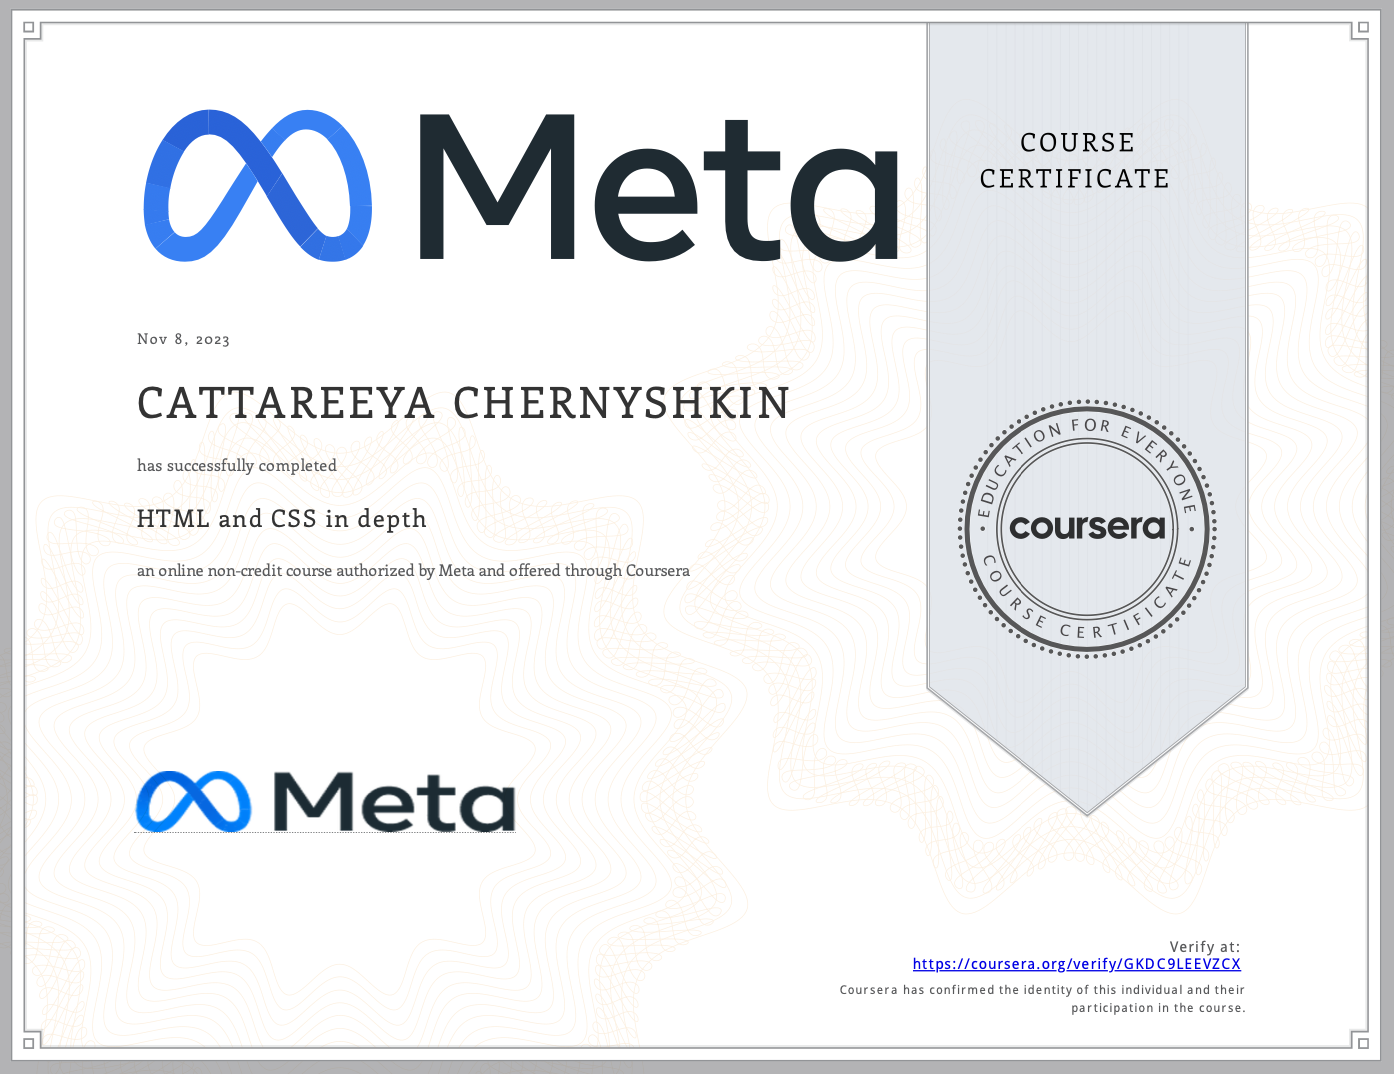 Meta
COURSE
CERTIFICATE
Nov 8, 2023
CATTAREEYA CHERNYSHKIN
has successfully completed
HTML and CSS in depth
an online non-credit course authorized by Meta and offered through Coursera
EDUCATION FOR EVERYONE
coursera
COURSE CERTIFICATE
Meta
Verify at:
https://coursera.org/verify/GKDC9LEEVZCX
Coursera has confirmed the identity of this individual and their
participation in the course.